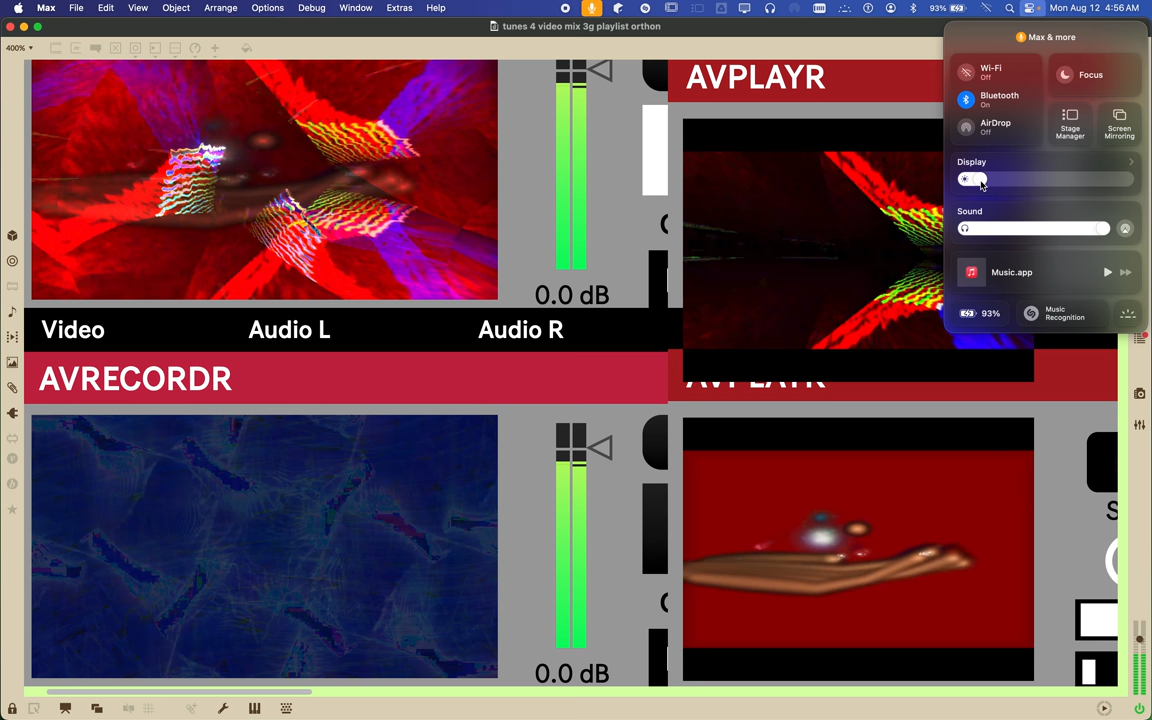 Max File Edit View Object Arrange Options Debug Window Extras Help 93% Mon Aug 12 4:56 AM
tunes 4 video mix 3g playlist orthon
400%
Max & more
Wi-Fi
Off
Focus
Bluetooth
On
AirDrop
Off
Stage
Manager
Screen
Mirroring
Display
Sound
Music.app
93%
Music
Recognition
AVPLAYR
0.0 dB
Video Audio L Audio R
AVRECORDR
AVPLAYR
0.0 dB